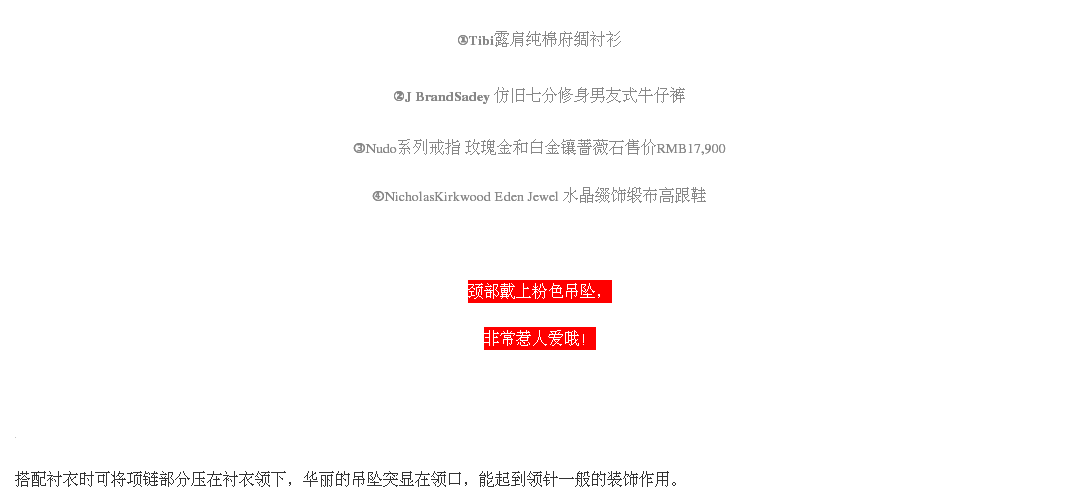 ①Tibi露肩纯棉府绸衬衫
②J BrandSadey 仿旧七分修身男友式牛仔裤
③Nudo系列戒指 玫瑰金和白金镶蔷薇石售价RMB17,900
④NicholasKirkwood Eden Jewel 水晶缀饰缎布高跟鞋
颈部戴上粉色吊坠，
非常惹人爱哦！
搭配衬衣时可将项链部分压在衬衣领下，华丽的吊坠突显在领口，能起到领针一般的装饰作用。